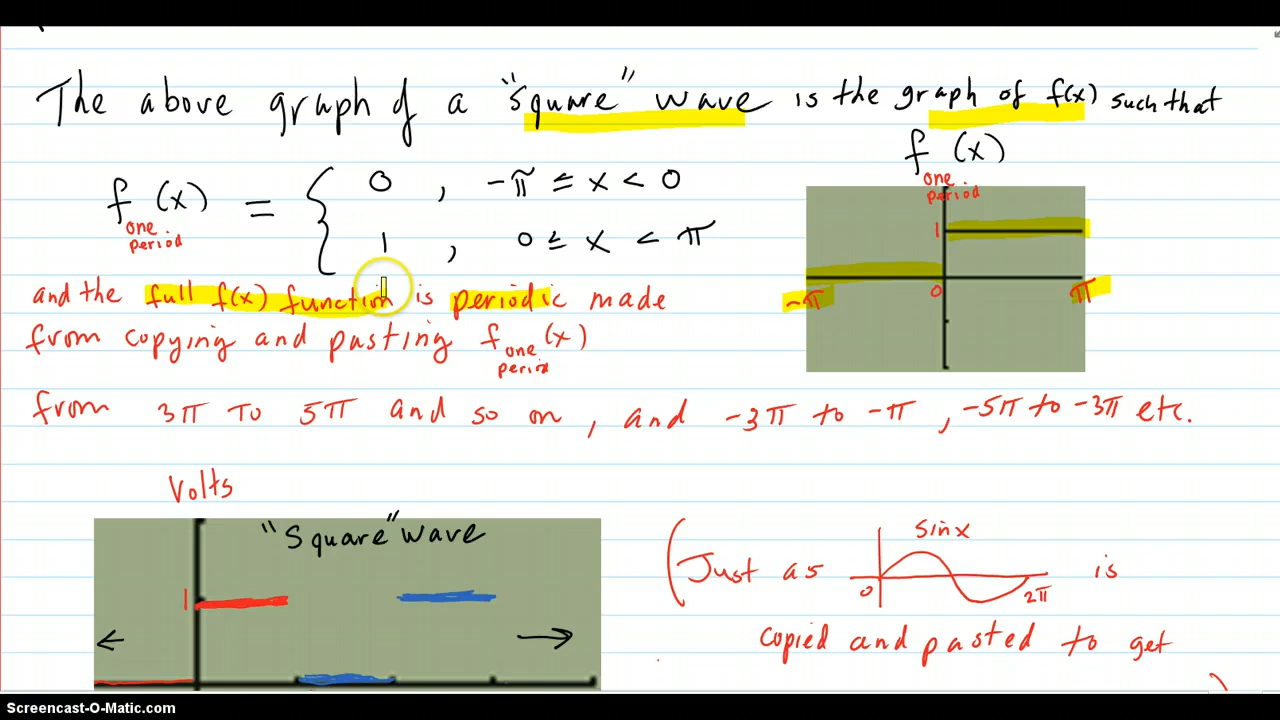 The above graph of a "square" wave is the graph of f(x) such that
f one period (x) = { 0 , -π ≤ x < 0
1 , 0 ≤ x < π
f one period (x)
1
-π 0 π
and the full f(x) function is periodic made
from copying and pasting f one period (x)
from 3π TO 5π and so on, and -3π to -π, -5π to -3π etc.
Volts
"Square" wave
1
(Just as
sin x
0 2π
is
copied and pasted to get
)
Screencast-O-Matic.com